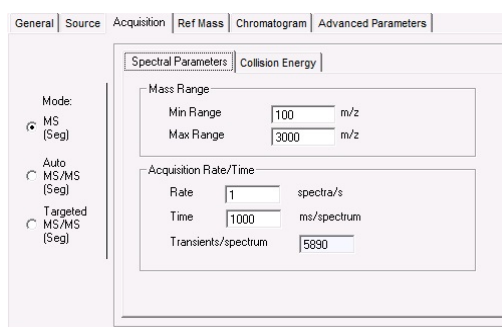 General Source Acquisition Ref Mass Chromatogram Advanced Parameters
Spectral Parameters Collision Energy
Mode:
MS
(Seg)
Auto
MS/MS
(Seg)
Targeted
MS/MS
(Seg)
Mass Range
Min Range 100 m/z
Max Range 3000 m/z
Acquisition Rate/Time
Rate 1 spectra/s
Time 1000 ms/spectrum
Transients/spectrum 5890